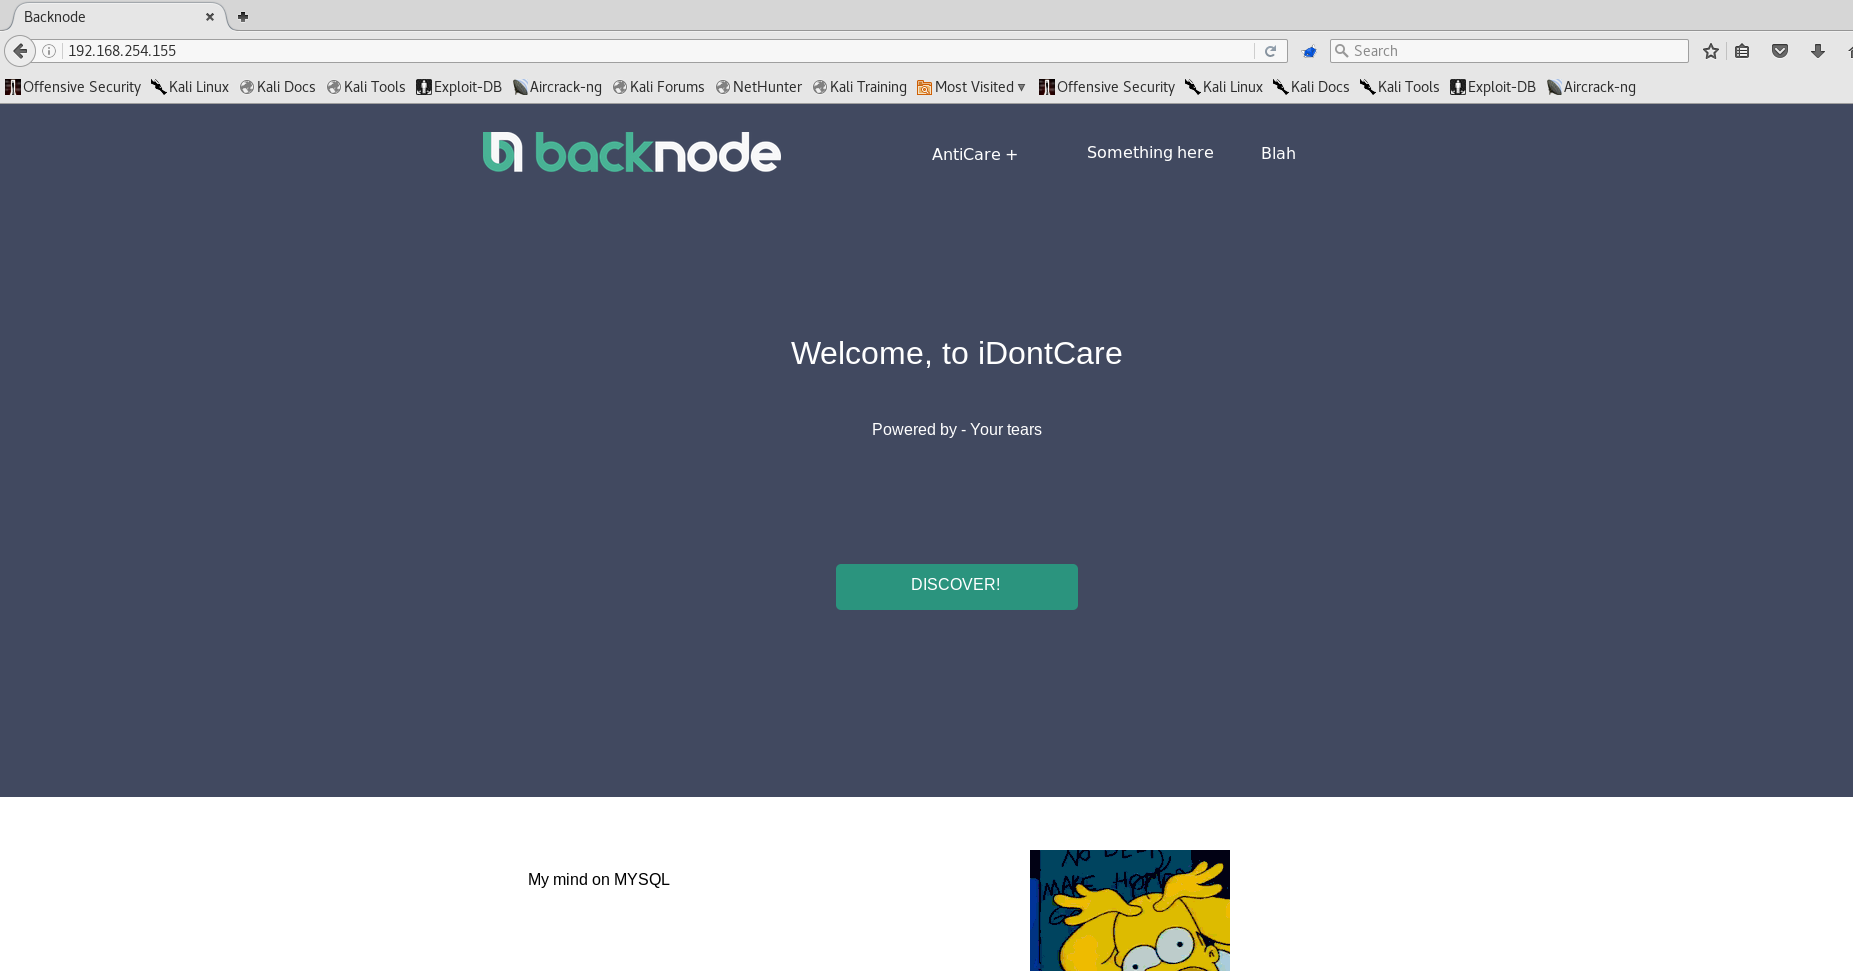 Backnode
192.168.254.155
Search
Offensive Security Kali Linux Kali Docs Kali Tools Exploit-DB Aircrack-ng Kali Forums NetHunter Kali Training Most Visited Offensive Security Kali Linux Kali Docs Kali Tools Exploit-DB Aircrack-ng
backnode AntiCare + Something here Blah
Welcome, to iDontCare
Powered by - Your tears
DISCOVER!
My mind on MYSQL
NO
MAKE